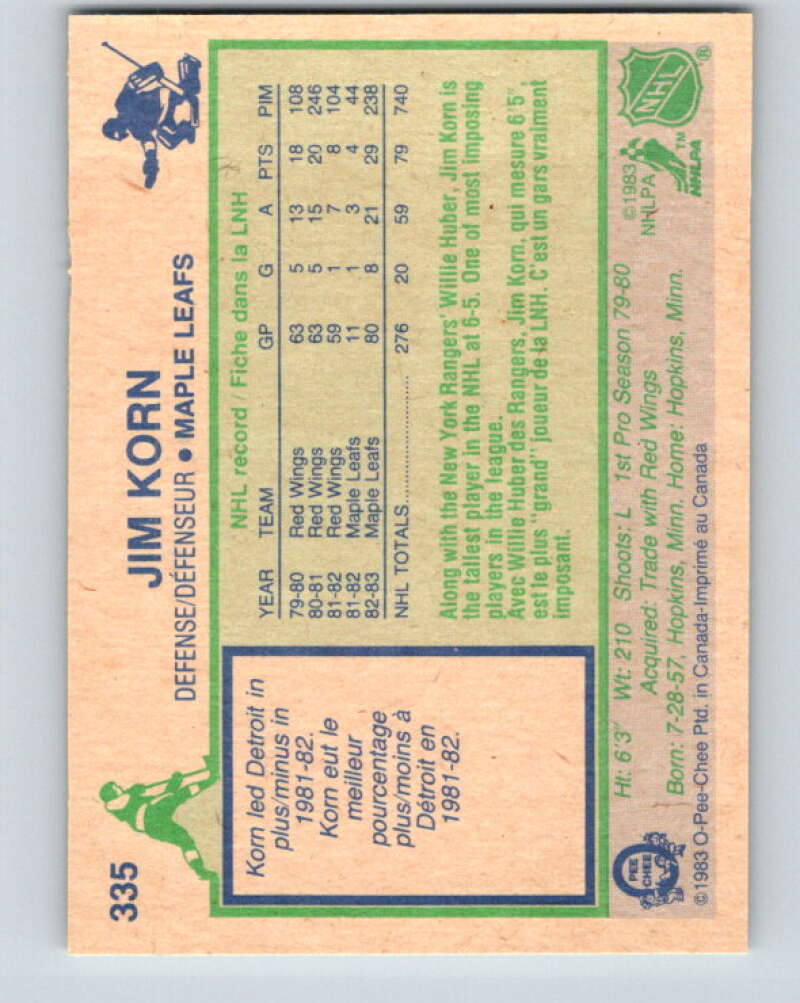 335
JIM KORN
DEFENSE/DÉFENSEUR • MAPLE LEAFS
Korn led Detroit in
plus/minus in
1981-82.
Korn eut le
meilleur
pourcentage
plus/moins à
Détroit en
1981-82.
NHL record / Fiche dans la LNH
YEAR TEAM GP G A PTS PIM
79-80 Red Wings 63 5 13 18 108
80-81 Red Wings 63 5 15 20 246
81-82 Red Wings 59 1 7 8 104
81-82 Maple Leafs 11 1 3 4 44
82-83 Maple Leafs 80 8 21 29 238
NHL TOTALS.................... 276 20 59 79 740
Along with the New York Rangers' Willie Huber, Jim Korn is
the tallest player in the NHL at 6-5. One of most imposing
players in the league.
Avec Willie Huber des Rangers, Jim Korn, qui mesure 6'5",
est le plus "grand" joueur de la LNH. C'est un gars vraiment
imposant.
Ht: 6'3" Wt: 210 Shoots: L 1st Pro Season 79-80
Acquired: Trade with Red Wings
Born: 7-28-57, Hopkins, Minn. Home: Hopkins, Minn.
©1983
NHLPA
NHL ®
NHLPA TM
O PEE CHEE
©1983 O-Pee-Chee Ptd. in Canada-Imprimé au Canada